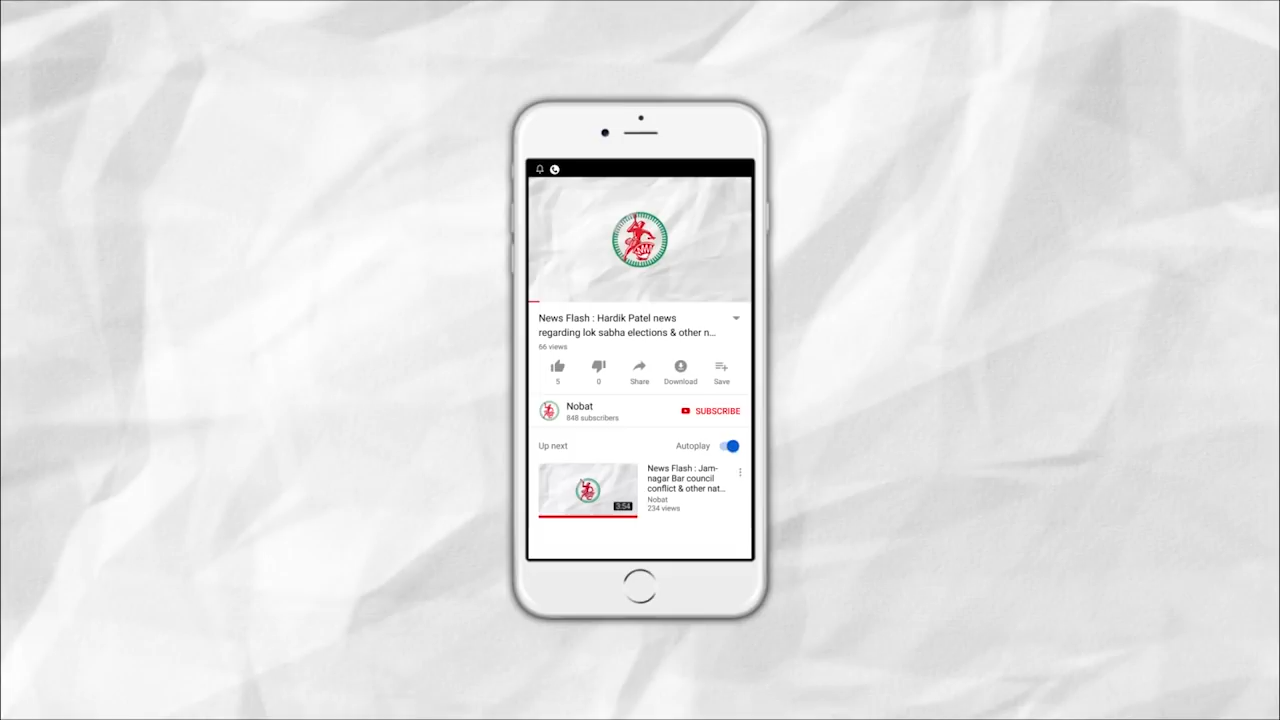 News Flash : Hardik Patel news
regarding lok sabha elections & other n...
66 views
5
0
Share
Download
Save
Nobat
848 subscribers
SUBSCRIBE
Up next
Autoplay
News Flash : Jam-
nagar Bar council
conflict & other nat...
Nobat
234 views
3:54